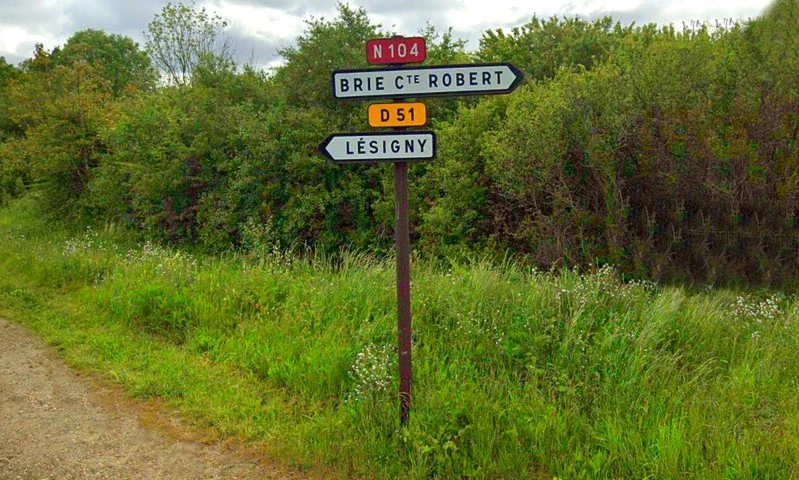 N 104
BRIE CTE ROBERT
D 51
LÉSIGNY